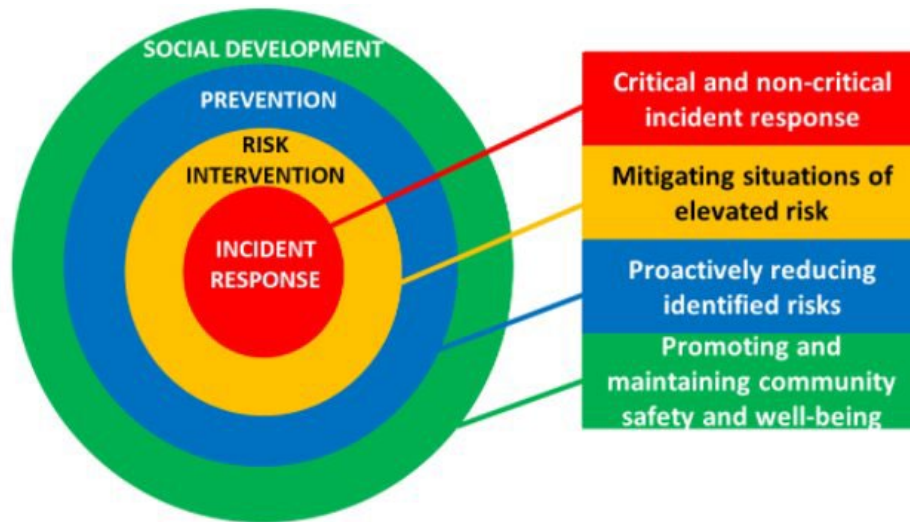 SOCIAL DEVELOPMENT
PREVENTION
RISK
INTERVENTION
INCIDENT
RESPONSE
Critical and non-critical
incident response
Mitigating situations of
elevated risk
Proactively reducing
identified risks
Promoting and
maintaining community
safety and well-being